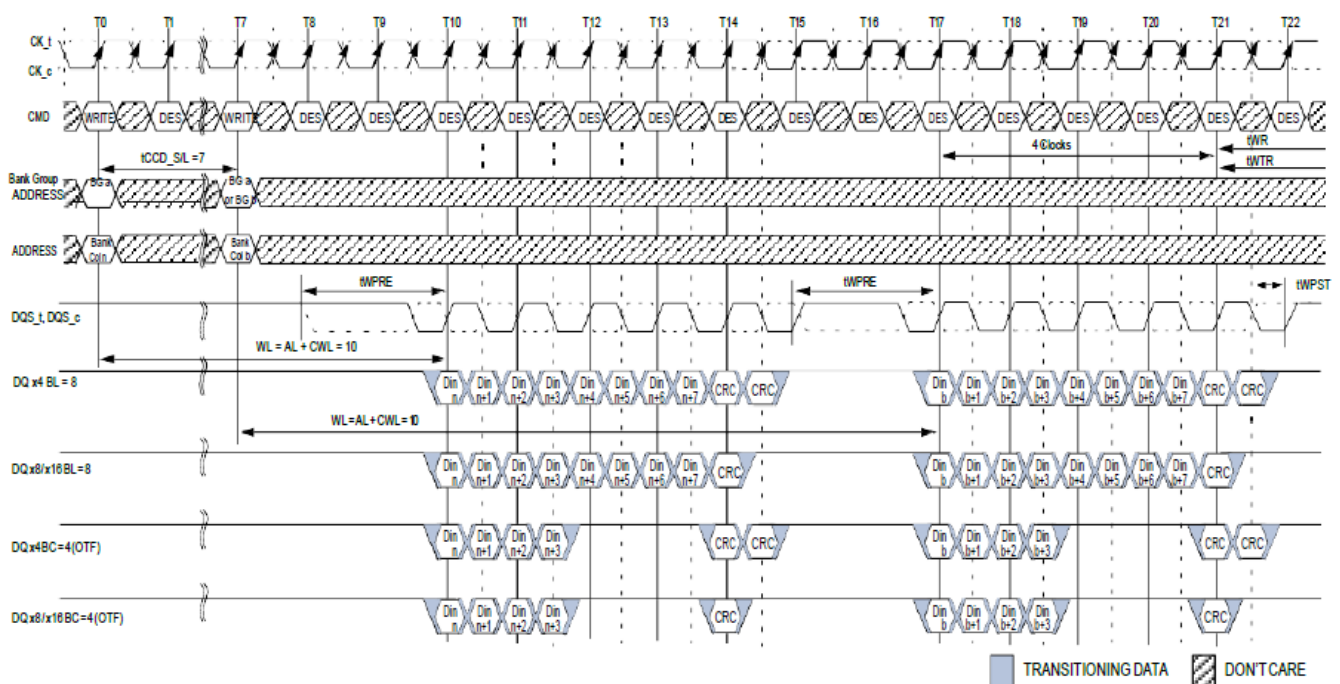 T0 T1 T7 T8 T9 T10 T11 T12 T13 T14 T15 T16 T17 T18 T19 T20 T21 T22
CK_t
CK_c
CMD WRITE DES WRITE DES DES DES DES DES DES DES DES DES DES DES DES DES DES DES
tCCD_S/L =7
4 Clocks
tWR
tWTR
Bank Group
ADDRESS
BG a
BG a
or BG b
ADDRESS
Bank
Col n
Bank
Col b
tWPRE tWPRE tWPST
DQS_t, DQS_c
WL = AL + CWL = 10
DQ x4 BL = 8
Din n Din n+1 Din n+2 Din n+3 Din n+4 Din n+5 Din n+6 Din n+7 CRC CRC Din b Din b+1 Din b+2 Din b+3 Din b+4 Din b+5 Din b+6 Din b+7 CRC CRC
WL=AL+CWL=10
DQx8/x16BL=8
Din n Din n+1 Din n+2 Din n+3 Din n+4 Din n+5 Din n+6 Din n+7 CRC Din b Din b+1 Din b+2 Din b+3 Din b+4 Din b+5 Din b+6 Din b+7 CRC
DQx4BC=4(OTF)
Din n Din n+1 Din n+2 Din n+3 CRC CRC Din b Din b+1 Din b+2 Din b+3 CRC CRC
DQx8/x16BC=4(OTF)
Din n Din n+1 Din n+2 Din n+3 CRC Din b Din b+1 Din b+2 Din b+3 CRC
TRANSITIONING DATA DON'T CARE